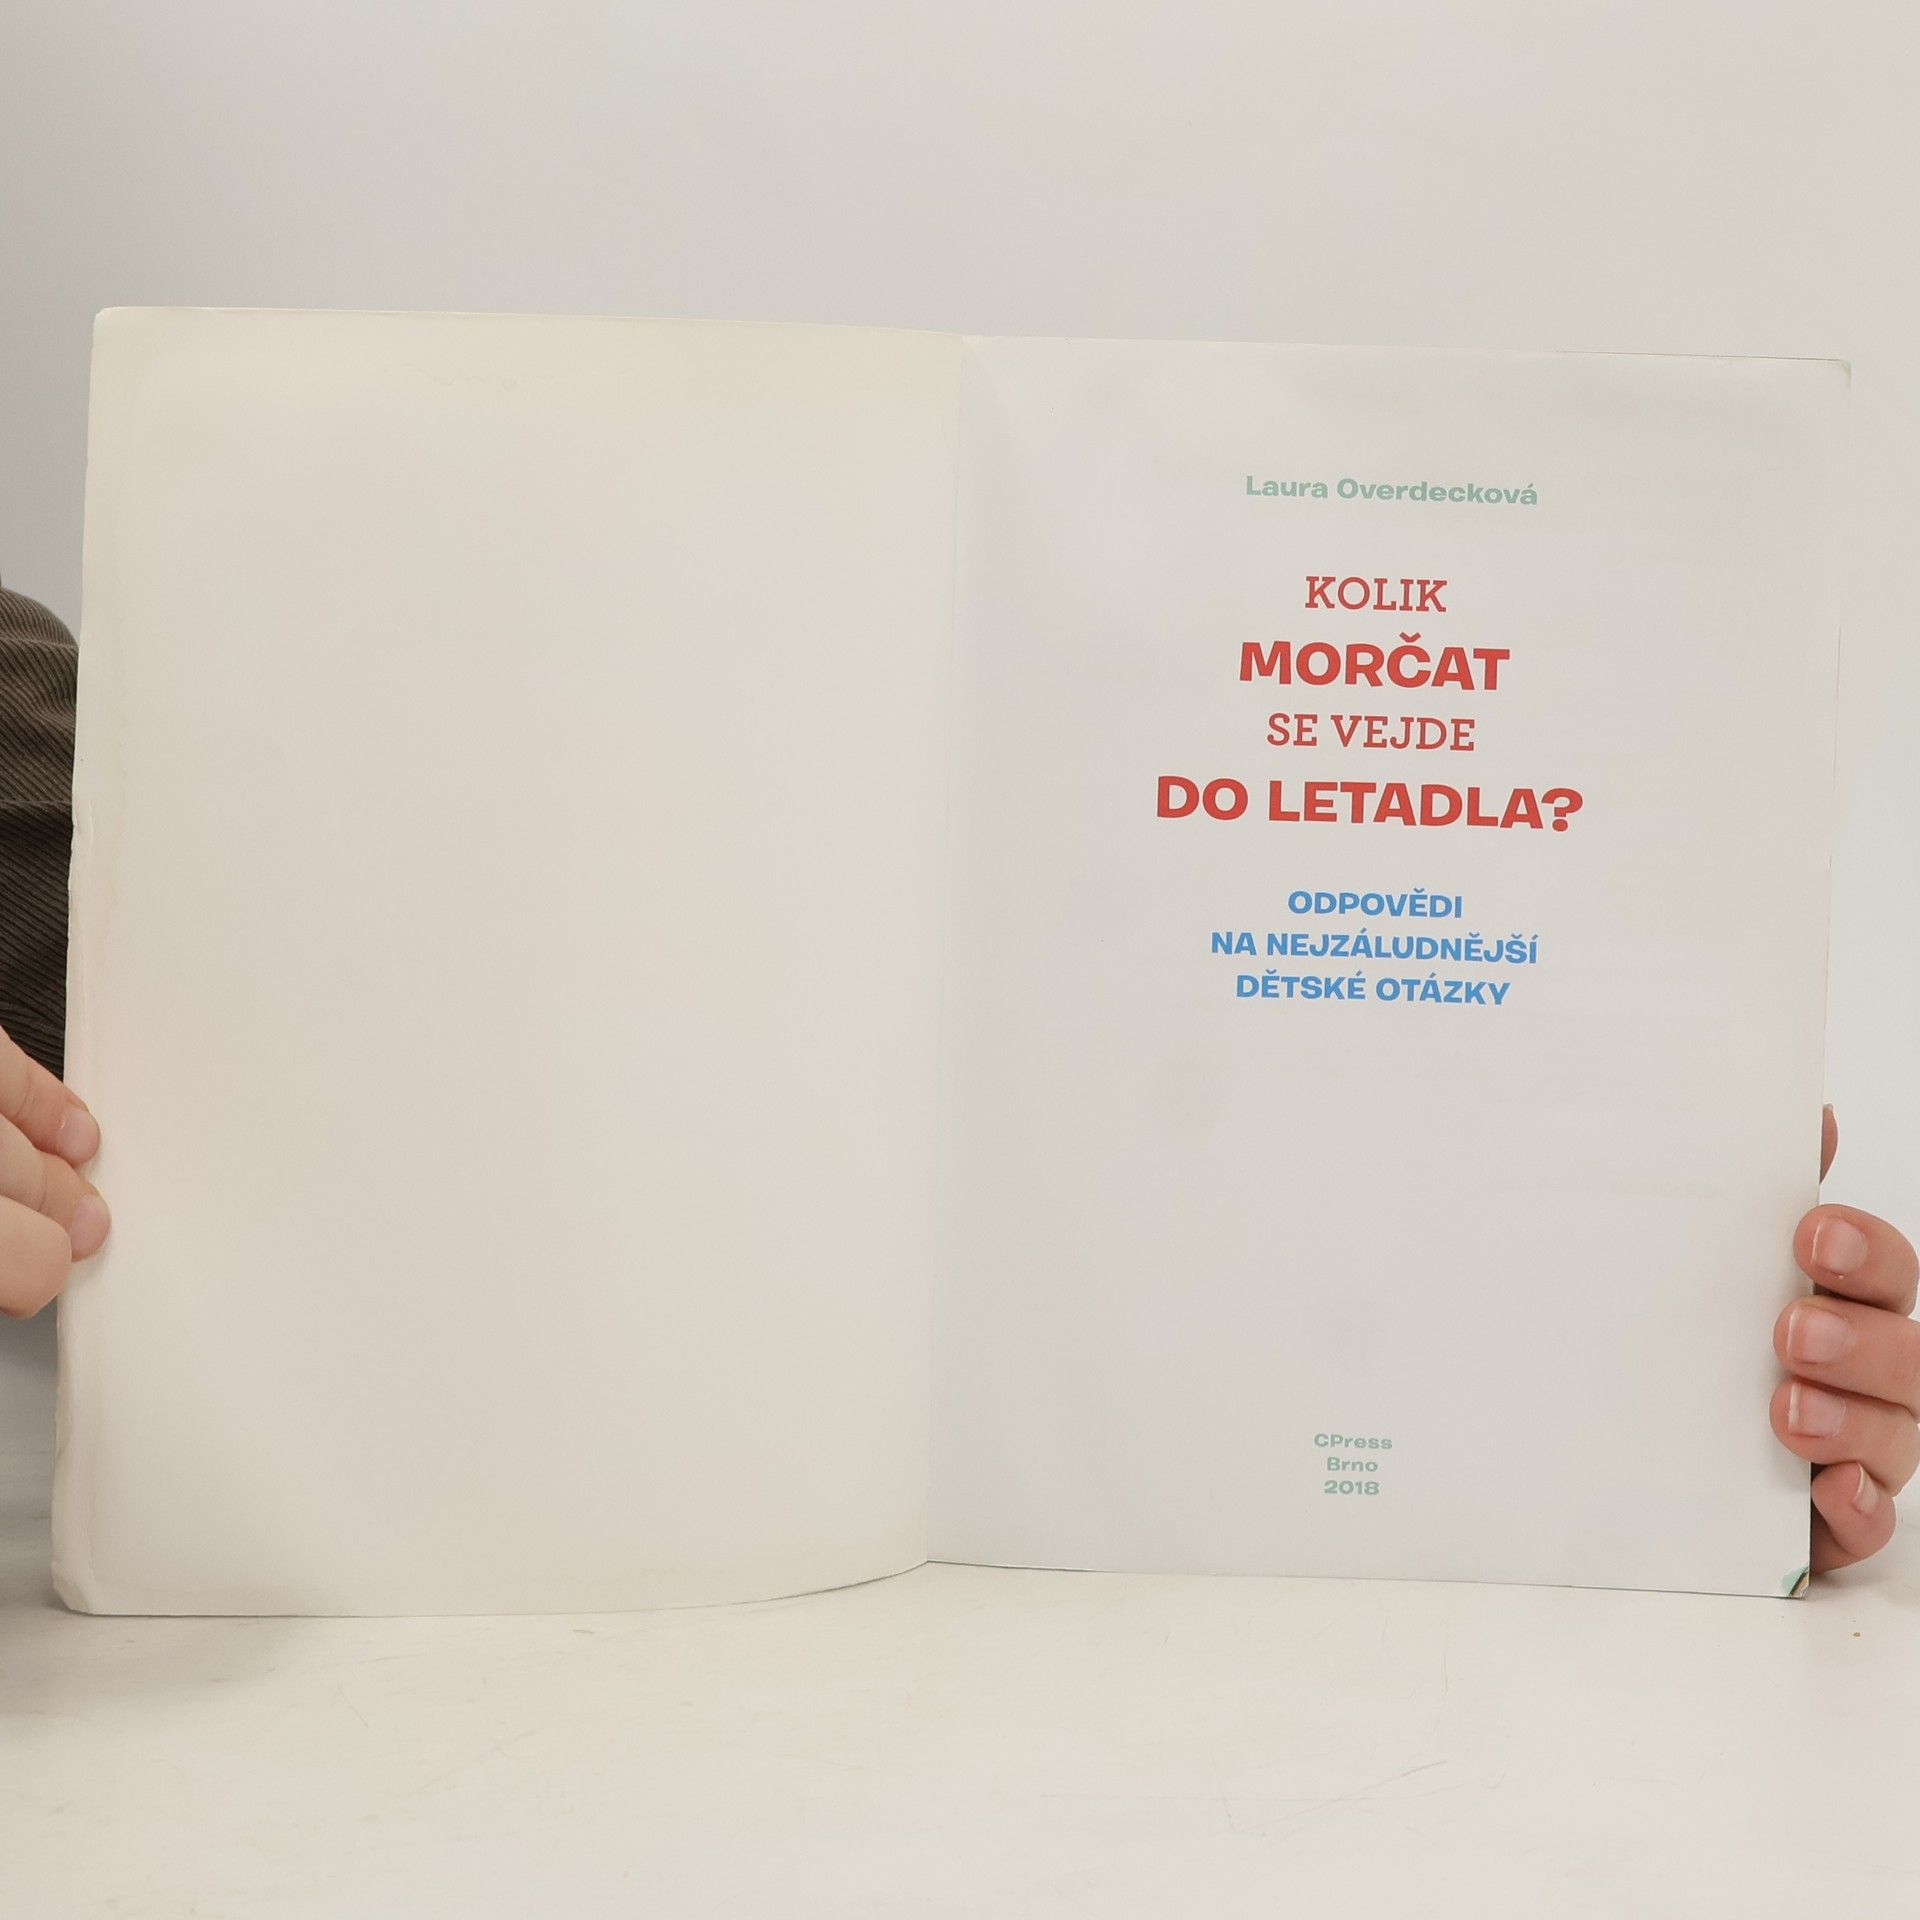 Laura Overdecková
KOLIK
MORČAT
SE VEJDE
DO LETADLA?
ODPOVĚDI
NA NEJZÁLUDNĚJŠÍ
DĚTSKÉ OTÁZKY
CPress
Brno
2018